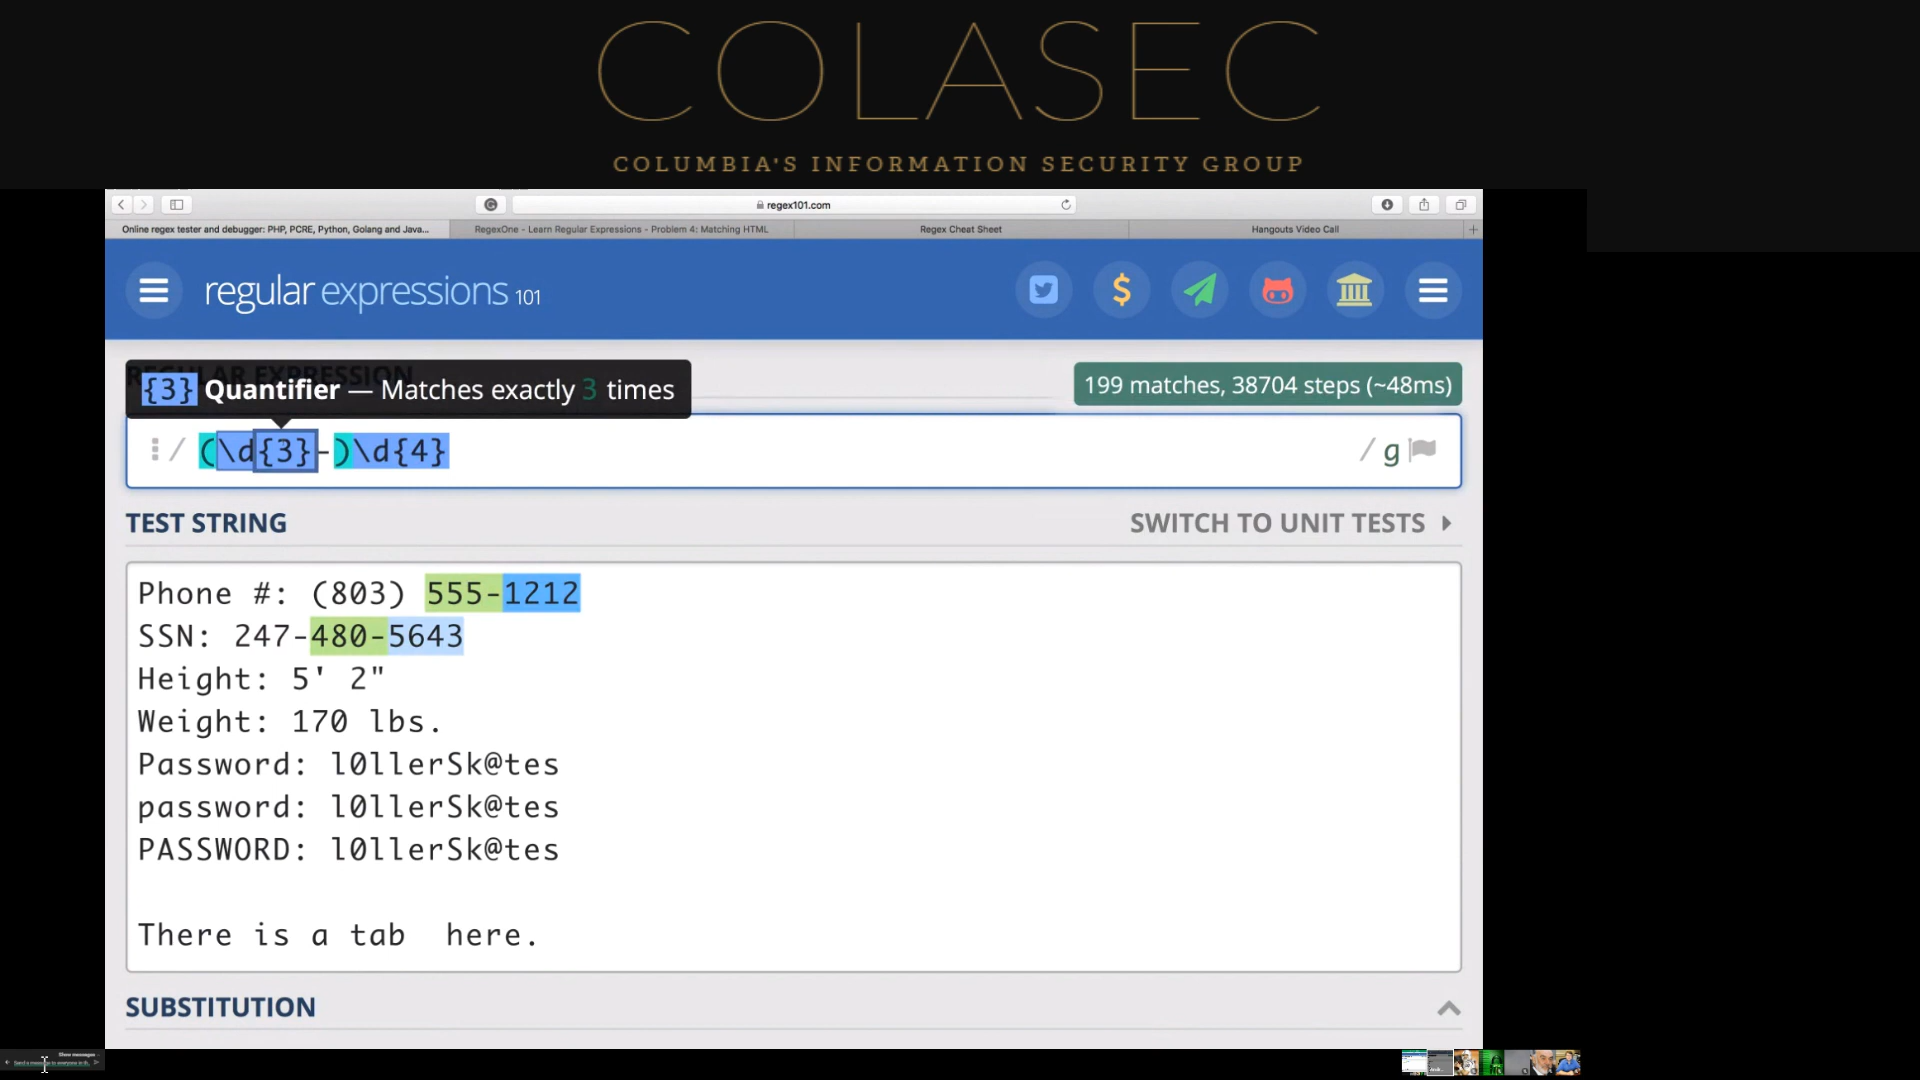 COLASEC
COLUMBIA'S INFORMATION SECURITY GROUP
regex101.com
Online regex tester and debugger: PHP, PCRE, Python, Golang and Java...
RegexOne - Learn Regular Expressions - Problem 4: Matching HTML
Regex Cheat Sheet
Hangouts Video Call
regular expressions 101
REGULAR EXPRESSION
{3} Quantifier — Matches exactly 3 times
199 matches, 38704 steps (~48ms)
/ (\d{3}-)\d{4}
/ g
TEST STRING
SWITCH TO UNIT TESTS
Phone #: (803) 555-1212
SSN: 247-480-5643
Height: 5' 2"
Weight: 170 lbs.
Password: l0llerSk@tes
password: l0llerSk@tes
PASSWORD: l0llerSk@tes
There is a tab  here.
SUBSTITUTION
Show messages